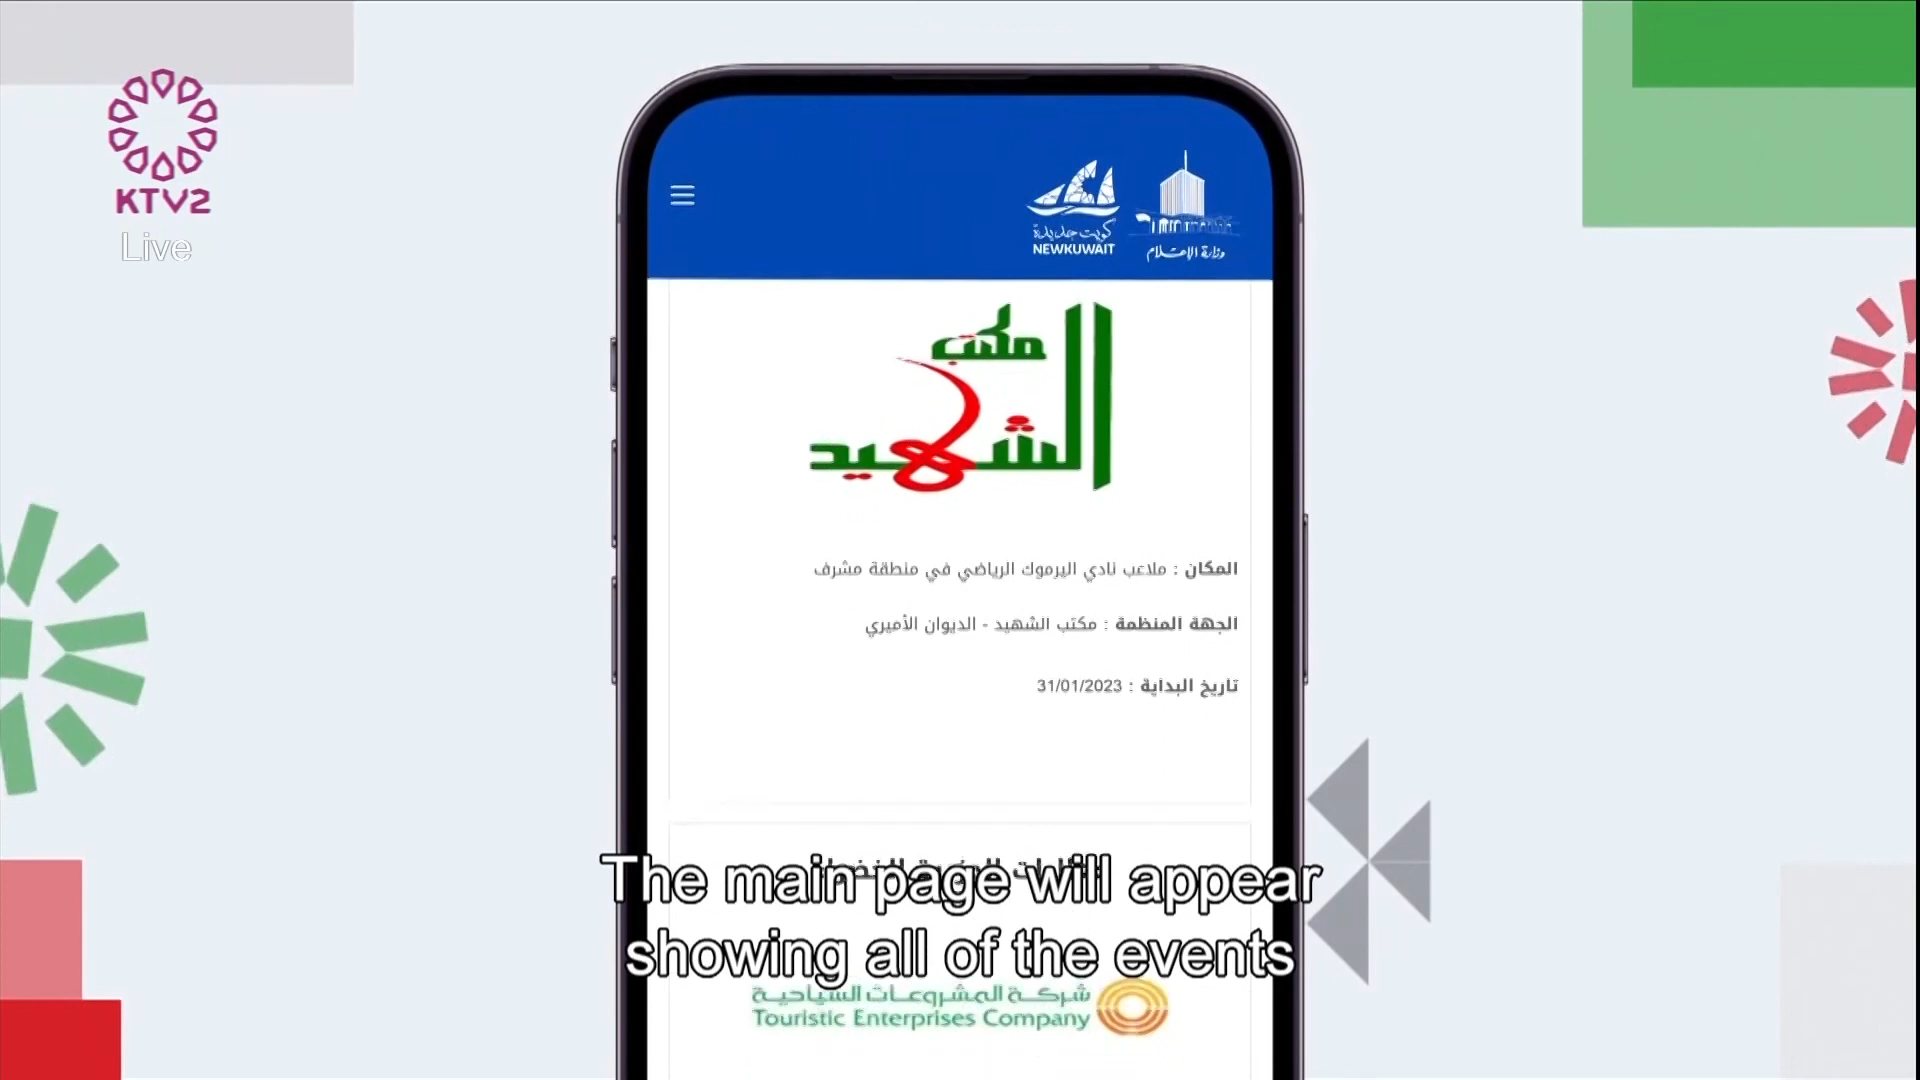 KTV2
Live
كويت جديدة
NEWKUWAIT
وزارة الإعلام
مكتب
الشهيد
المكان : ملاعب نادي اليرموك الرياضي في منطقة مشرف
الجهة المنظمة : مكتب الشهيد - الديوان الأميري
تاريخ البداية : 31/01/2023
The main page will appear
showing all of the events
شركة المشروعات السياحية
Touristic Enterprises Company